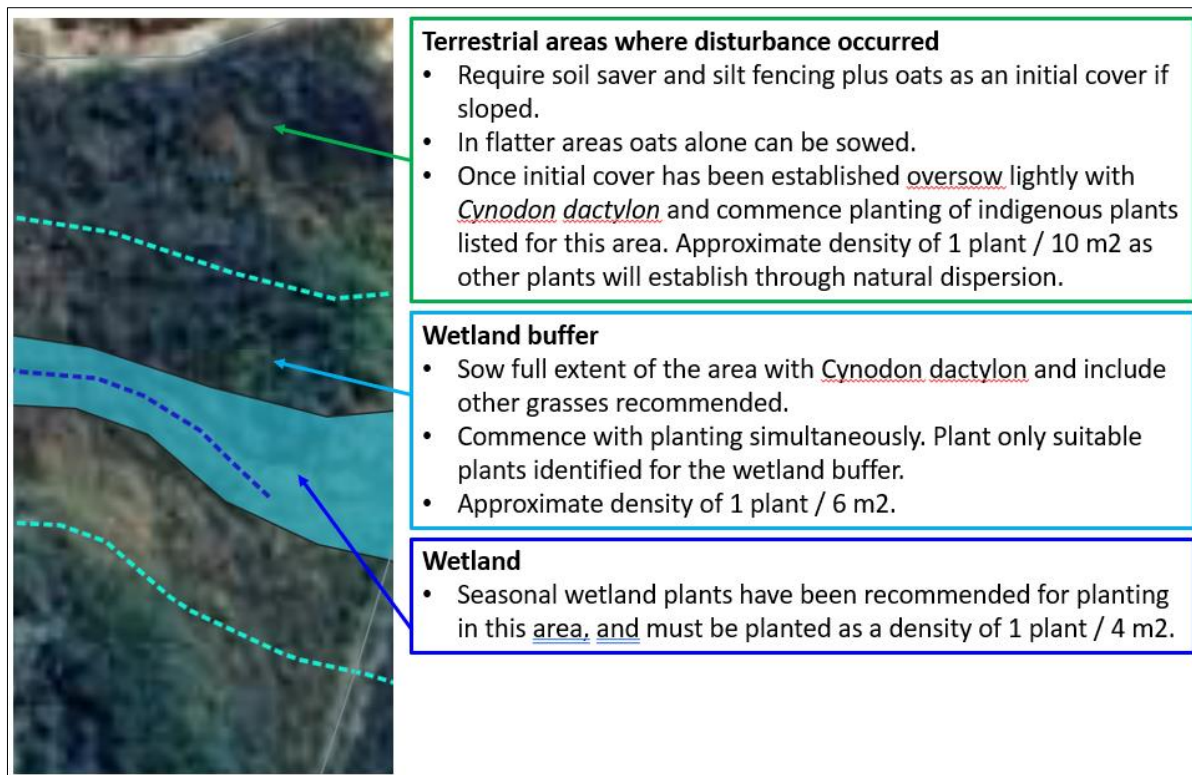 Terrestrial areas where disturbance occurred
• Require soil saver and silt fencing plus oats as an initial cover if
sloped.
• In flatter areas oats alone can be sowed.
• Once initial cover has been established oversow lightly with
Cynodon dactylon and commence planting of indigenous plants
listed for this area. Approximate density of 1 plant / 10 m2 as
other plants will establish through natural dispersion.
Wetland buffer
• Sow full extent of the area with Cynodon dactylon and include
other grasses recommended.
• Commence with planting simultaneously. Plant only suitable
plants identified for the wetland buffer.
• Approximate density of 1 plant / 6 m2.
Wetland
• Seasonal wetland plants have been recommended for planting
in this area, and must be planted as a density of 1 plant / 4 m2.